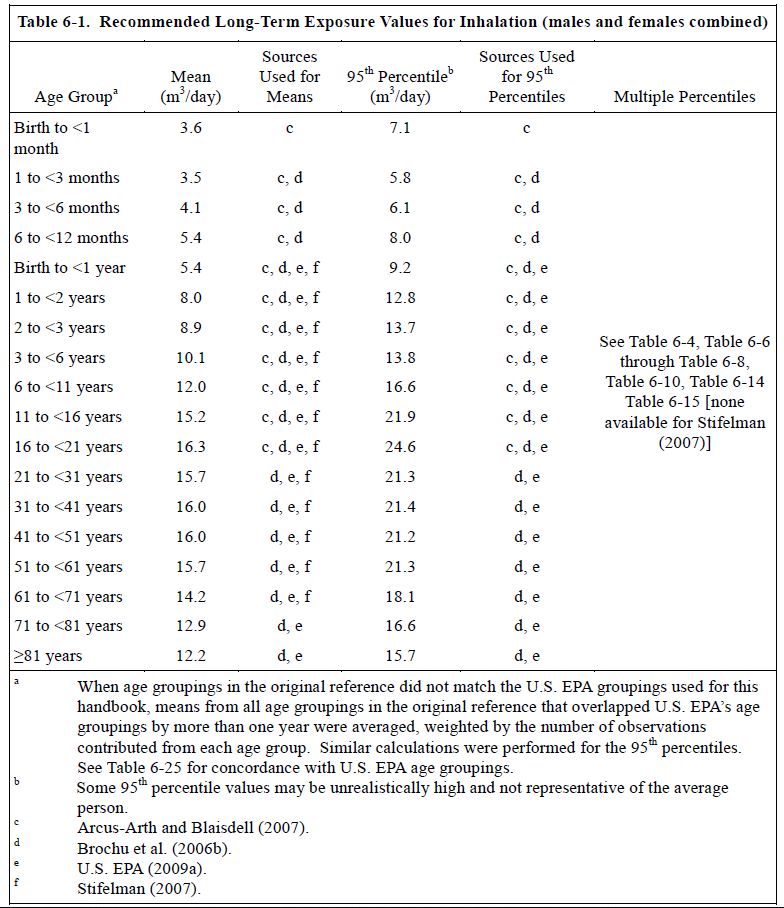 Table 6-1.  Recommended Long-Term Exposure Values for Inhalation (males and females combined)
Age Group^a | Mean (m^3/day) | Sources Used for Means | 95^th Percentile^b (m^3/day) | Sources Used for 95^th Percentiles | Multiple Percentiles
Birth to <1 month 3.6 c 7.1 c
1 to <3 months 3.5 c, d 5.8 c, d
3 to <6 months 4.1 c, d 6.1 c, d
6 to <12 months 5.4 c, d 8.0 c, d
Birth to <1 year 5.4 c, d, e, f 9.2 c, d, e
1 to <2 years 8.0 c, d, e, f 12.8 c, d, e
2 to <3 years 8.9 c, d, e, f 13.7 c, d, e
3 to <6 years 10.1 c, d, e, f 13.8 c, d, e
6 to <11 years 12.0 c, d, e, f 16.6 c, d, e
11 to <16 years 15.2 c, d, e, f 21.9 c, d, e
16 to <21 years 16.3 c, d, e, f 24.6 c, d, e
21 to <31 years 15.7 d, e, f 21.3 d, e
31 to <41 years 16.0 d, e, f 21.4 d, e
41 to <51 years 16.0 d, e, f 21.2 d, e
51 to <61 years 15.7 d, e, f 21.3 d, e
61 to <71 years 14.2 d, e, f 18.1 d, e
71 to <81 years 12.9 d, e 16.6 d, e
≥81 years 12.2 d, e 15.7 d, e
See Table 6-4, Table 6-6
through Table 6-8,
Table 6-10, Table 6-14
Table 6-15 [none
available for Stifelman
(2007)]
a When age groupings in the original reference did not match the U.S. EPA groupings used for this
handbook, means from all age groupings in the original reference that overlapped U.S. EPA's age
groupings by more than one year were averaged, weighted by the number of observations
contributed from each age group.  Similar calculations were performed for the 95^th percentiles.
See Table 6-25 for concordance with U.S. EPA age groupings.
b Some 95^th percentile values may be unrealistically high and not representative of the average
person.
c Arcus-Arth and Blaisdell (2007).
d Brochu et al. (2006b).
e U.S. EPA (2009a).
f Stifelman (2007).